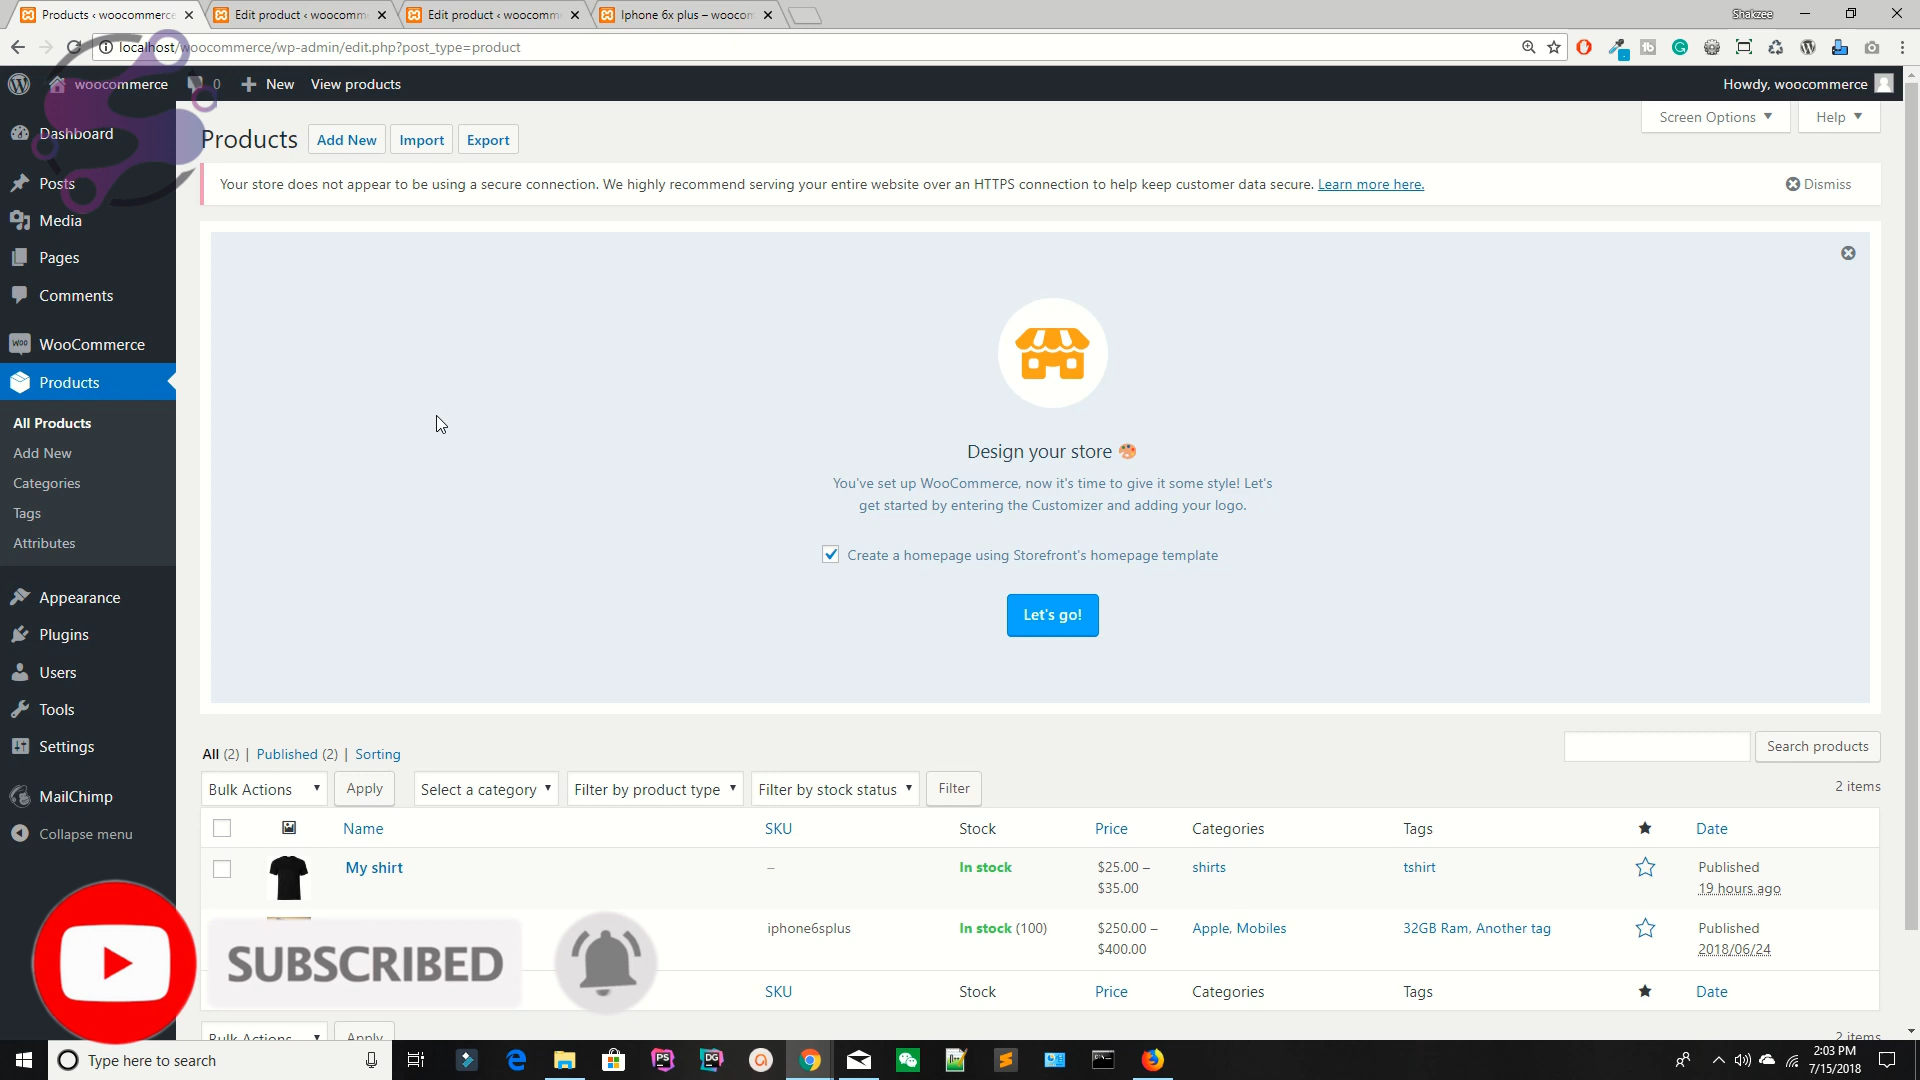 Products ‹ woocommerce
Edit product ‹ woocomm
Edit product ‹ woocomm
Iphone 6x plus – woocom
Shakzee
localhost/woocommerce/wp-admin/edit.php?post_type=product
woocommerce
0
New
View products
Howdy, woocommerce
Dashboard
Posts
Media
Pages
Comments
WooCommerce
Products
All Products
Add New
Categories
Tags
Attributes
Appearance
Plugins
Users
Tools
Settings
MailChimp
Collapse menu
Screen Options
Help
Products
Add New
Import
Export
Your store does not appear to be using a secure connection. We highly recommend serving your entire website over an HTTPS connection to help keep customer data secure. Learn more here.
Dismiss
Design your store
You've set up WooCommerce, now it's time to give it some style! Let's
get started by entering the Customizer and adding your logo.
Create a homepage using Storefront's homepage template
Let's go!
All (2) | Published (2) | Sorting
Search products
Bulk Actions
Apply
Select a category
Filter by product type
Filter by stock status
Filter
2 items
Name SKU Stock Price Categories Tags Date
My shirt – In stock $25.00 – shirts tshirt Published
$35.00 19 hours ago
iphone6splus In stock (100) $250.00 – Apple, Mobiles 32GB Ram, Another tag Published
$400.00 2018/06/24
SUBSCRIBED
SKU Stock Price Categories Tags Date
Bulk Actions
Apply
2 items
Type here to search
2:03 PM
7/15/2018